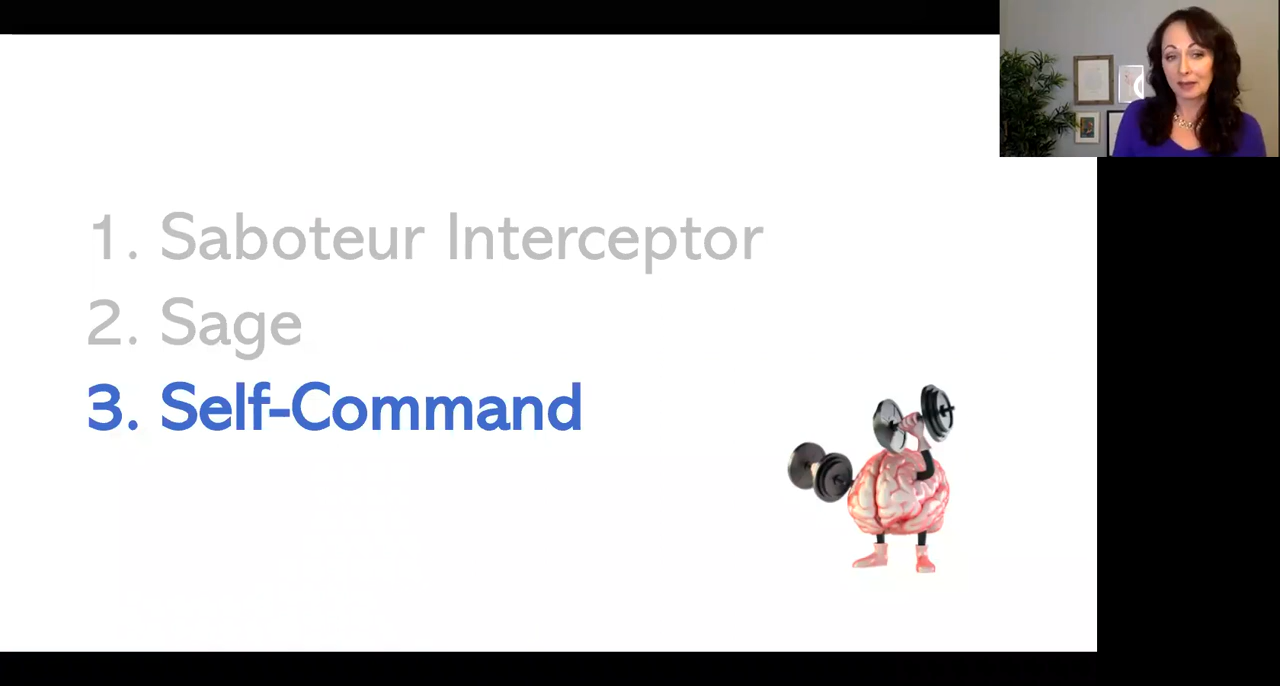 1. Saboteur Interceptor
2. Sage
3. Self-Command